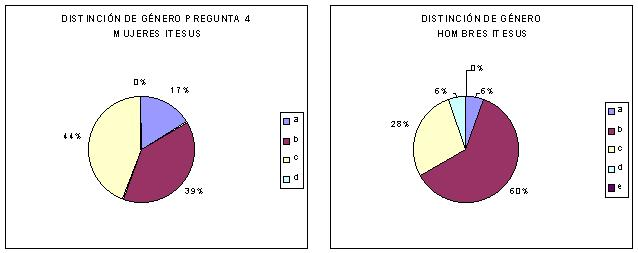 DISTINCIÓN DE GÉNERO PREGUNTA 4
MUJERES ITESUS
0%
17%
44%
39%
a
b
c
d
DISTINCIÓN DE GÉNERO
HOMBRES ITESUS
0%
6%
6%
28%
60%
a
b
c
d
e